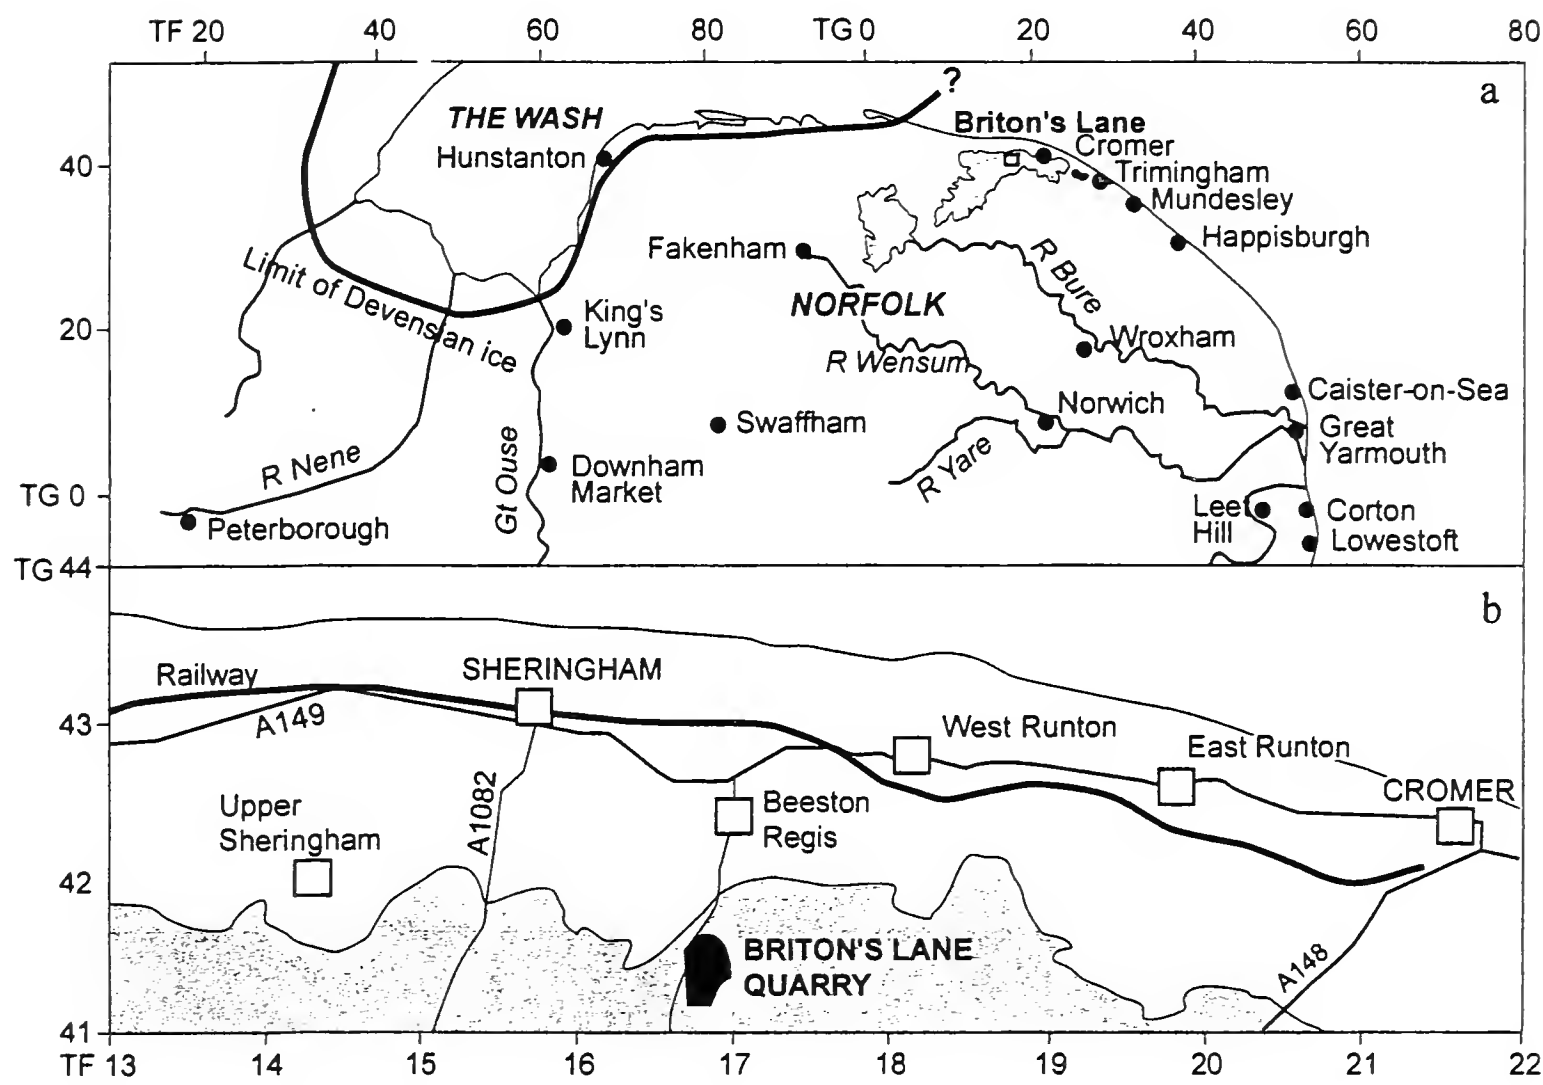 TF 20 40 60 80 TG 0 20 40 60 80
a
?
THE WASH
Briton's Lane
Hunstanton
Cromer
40
Trimingham
Mundesley
Happisburgh
Fakenham
R Bure
Limit of Devensian ice
NORFOLK
King's
Lynn
20
Wroxham
R Wensum
Caister-on-Sea
Norwich
Swaffham
Great
Yarmouth
R Nene
Gt Ouse
Downham
Market
R Yare
TG 0
Leet
Hill
Corton
Peterborough
Lowestoft
TG 44
b
Railway
SHERINGHAM
A149
43
West Runton
East Runton
CROMER
Upper
Sheringham
A1082
Beeston
Regis
42
BRITON'S LANE
QUARRY
A148
41
TF 13 14 15 16 17 18 19 20 21 22